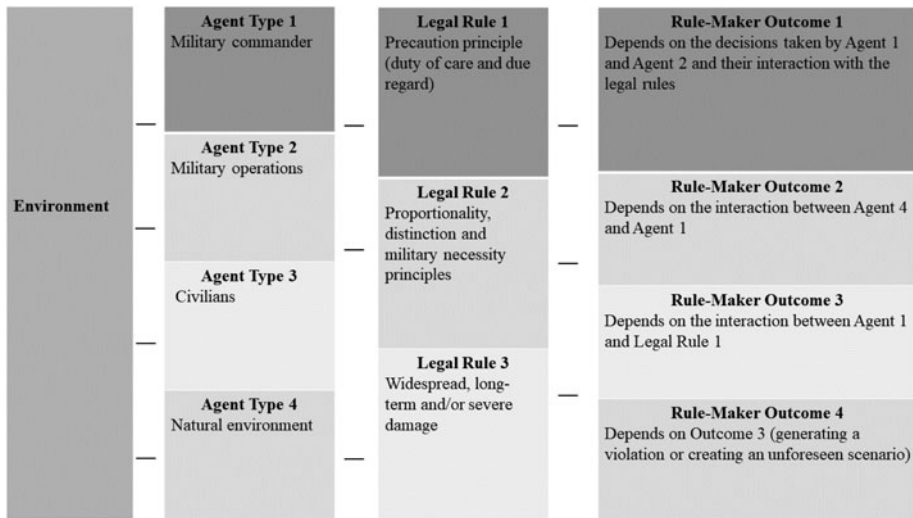 Environment
Agent Type 1
Military commander
Agent Type 2
Military operations
Agent Type 3
Civilians
Agent Type 4
Natural environment
Legal Rule 1
Precaution principle
(duty of care and due
regard)
Legal Rule 2
Proportionality,
distinction and
military necessity
principles
Legal Rule 3
Widespread, long-
term and/or severe
damage
Rule-Maker Outcome 1
Depends on the decisions taken by Agent 1
and Agent 2 and their interaction with the
legal rules
Rule-Maker Outcome 2
Depends on the interaction between Agent 4
and Agent 1
Rule-Maker Outcome 3
Depends on the interaction between Agent 1
and Legal Rule 1
Rule-Maker Outcome 4
Depends on Outcome 3 (generating a
violation or creating an unforeseen scenario)